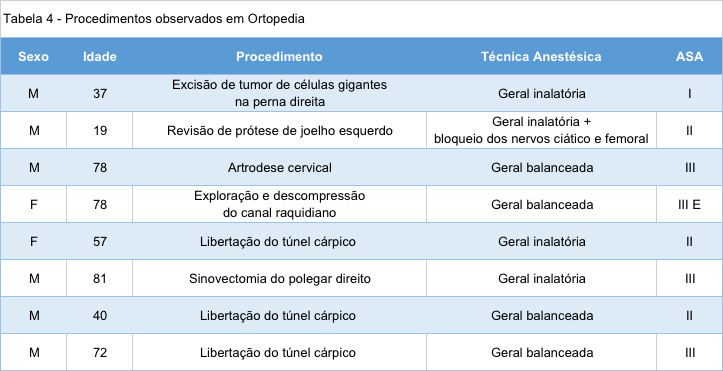 Tabela 4 - Procedimentos observados em Ortopedia
Sexo Idade Procedimento Técnica Anestésica ASA
M 37 Excisão de tumor de células gigantes
na perna direita Geral inalatória I
M 19 Revisão de prótese de joelho esquerdo Geral inalatória +
bloqueio dos nervos ciático e femoral II
M 78 Artrodese cervical Geral balanceada III
F 78 Exploração e descompressão
do canal raquidiano Geral balanceada III E
F 57 Libertação do túnel cárpico Geral inalatória II
M 81 Sinovectomia do polegar direito Geral inalatória III
M 40 Libertação do túnel cárpico Geral balanceada II
M 72 Libertação do túnel cárpico Geral balanceada III